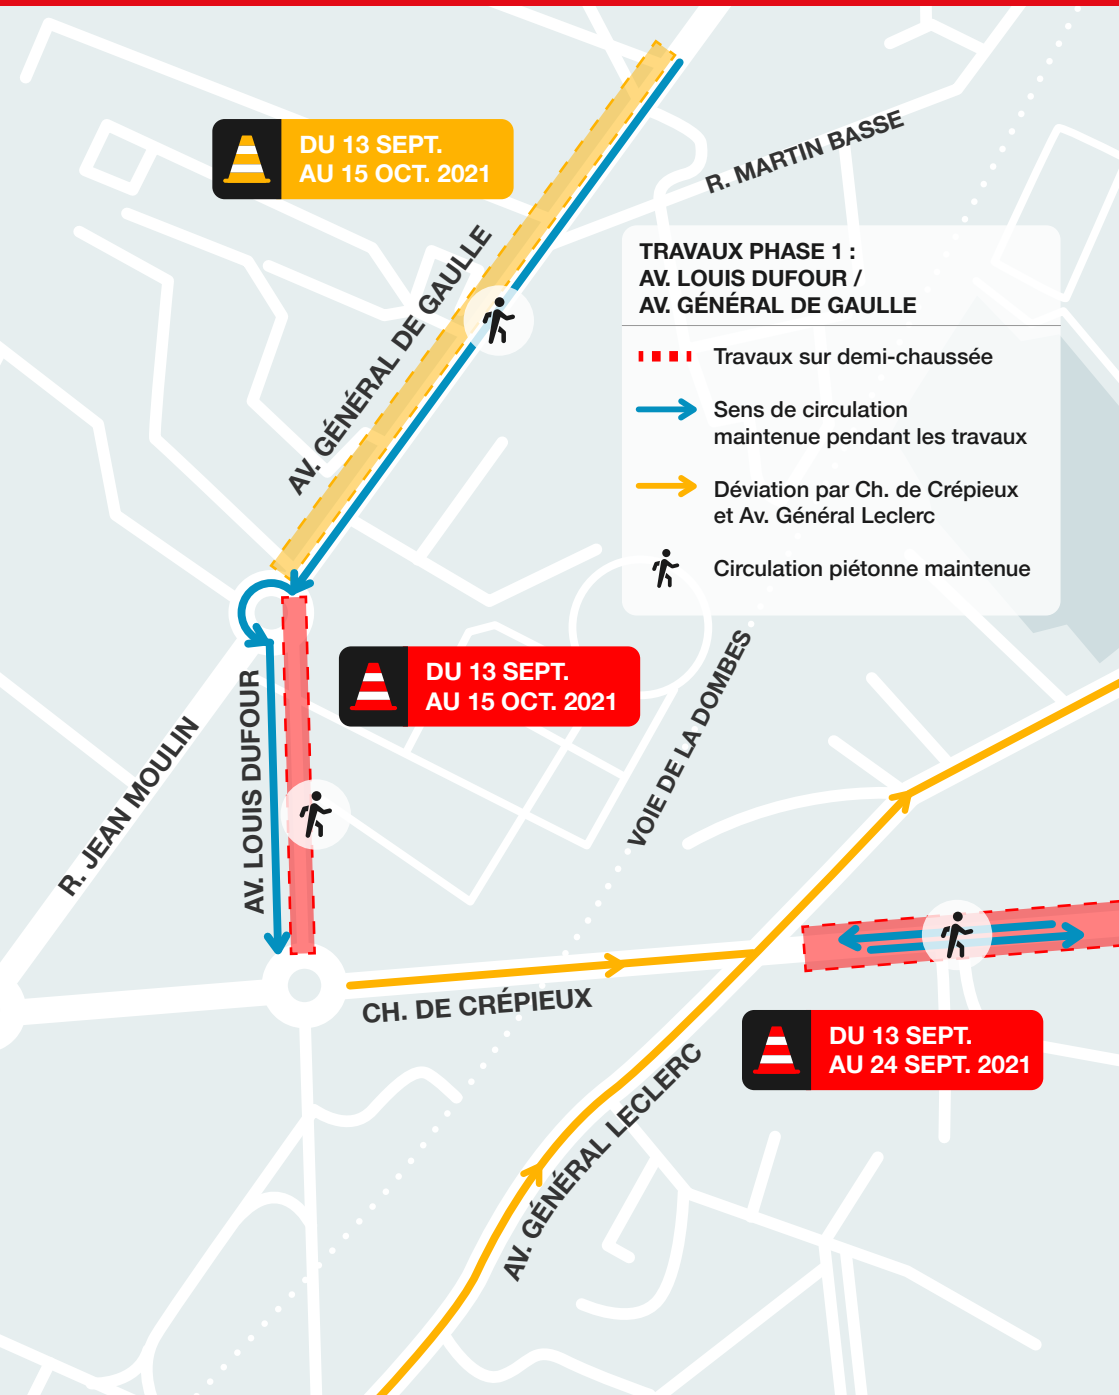 DU 13 SEPT.
AU 15 OCT. 2021
R. MARTIN BASSE
AV. GÉNÉRAL DE GAULLE
TRAVAUX PHASE 1 :
AV. LOUIS DUFOUR /
AV. GÉNÉRAL DE GAULLE
Travaux sur demi-chaussée
Sens de circulation
maintenue pendant les travaux
Déviation par Ch. de Crépieux
et Av. Général Leclerc
Circulation piétonne maintenue
DU 13 SEPT.
AU 15 OCT. 2021
R. JEAN MOULIN
AV. LOUIS DUFOUR
VOIE DE LA DOMBES
CH. DE CRÉPIEUX
DU 13 SEPT.
AU 24 SEPT. 2021
AV. GÉNÉRAL LECLERC